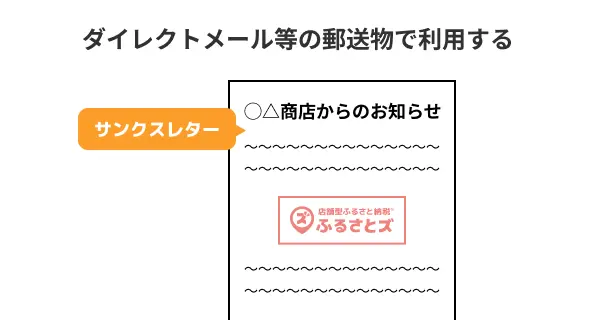 ダイレクトメール等の郵送物で利用する
サンクスレター
〇△商店からのお知らせ
〜〜〜〜〜〜〜〜〜〜〜〜〜〜
〜〜〜〜〜〜〜〜〜〜〜〜〜〜
店舗型ふるさと納税
ふるさとズ
〜〜〜〜〜〜〜〜〜〜〜〜〜〜
〜〜〜〜〜〜〜〜〜〜〜〜〜〜